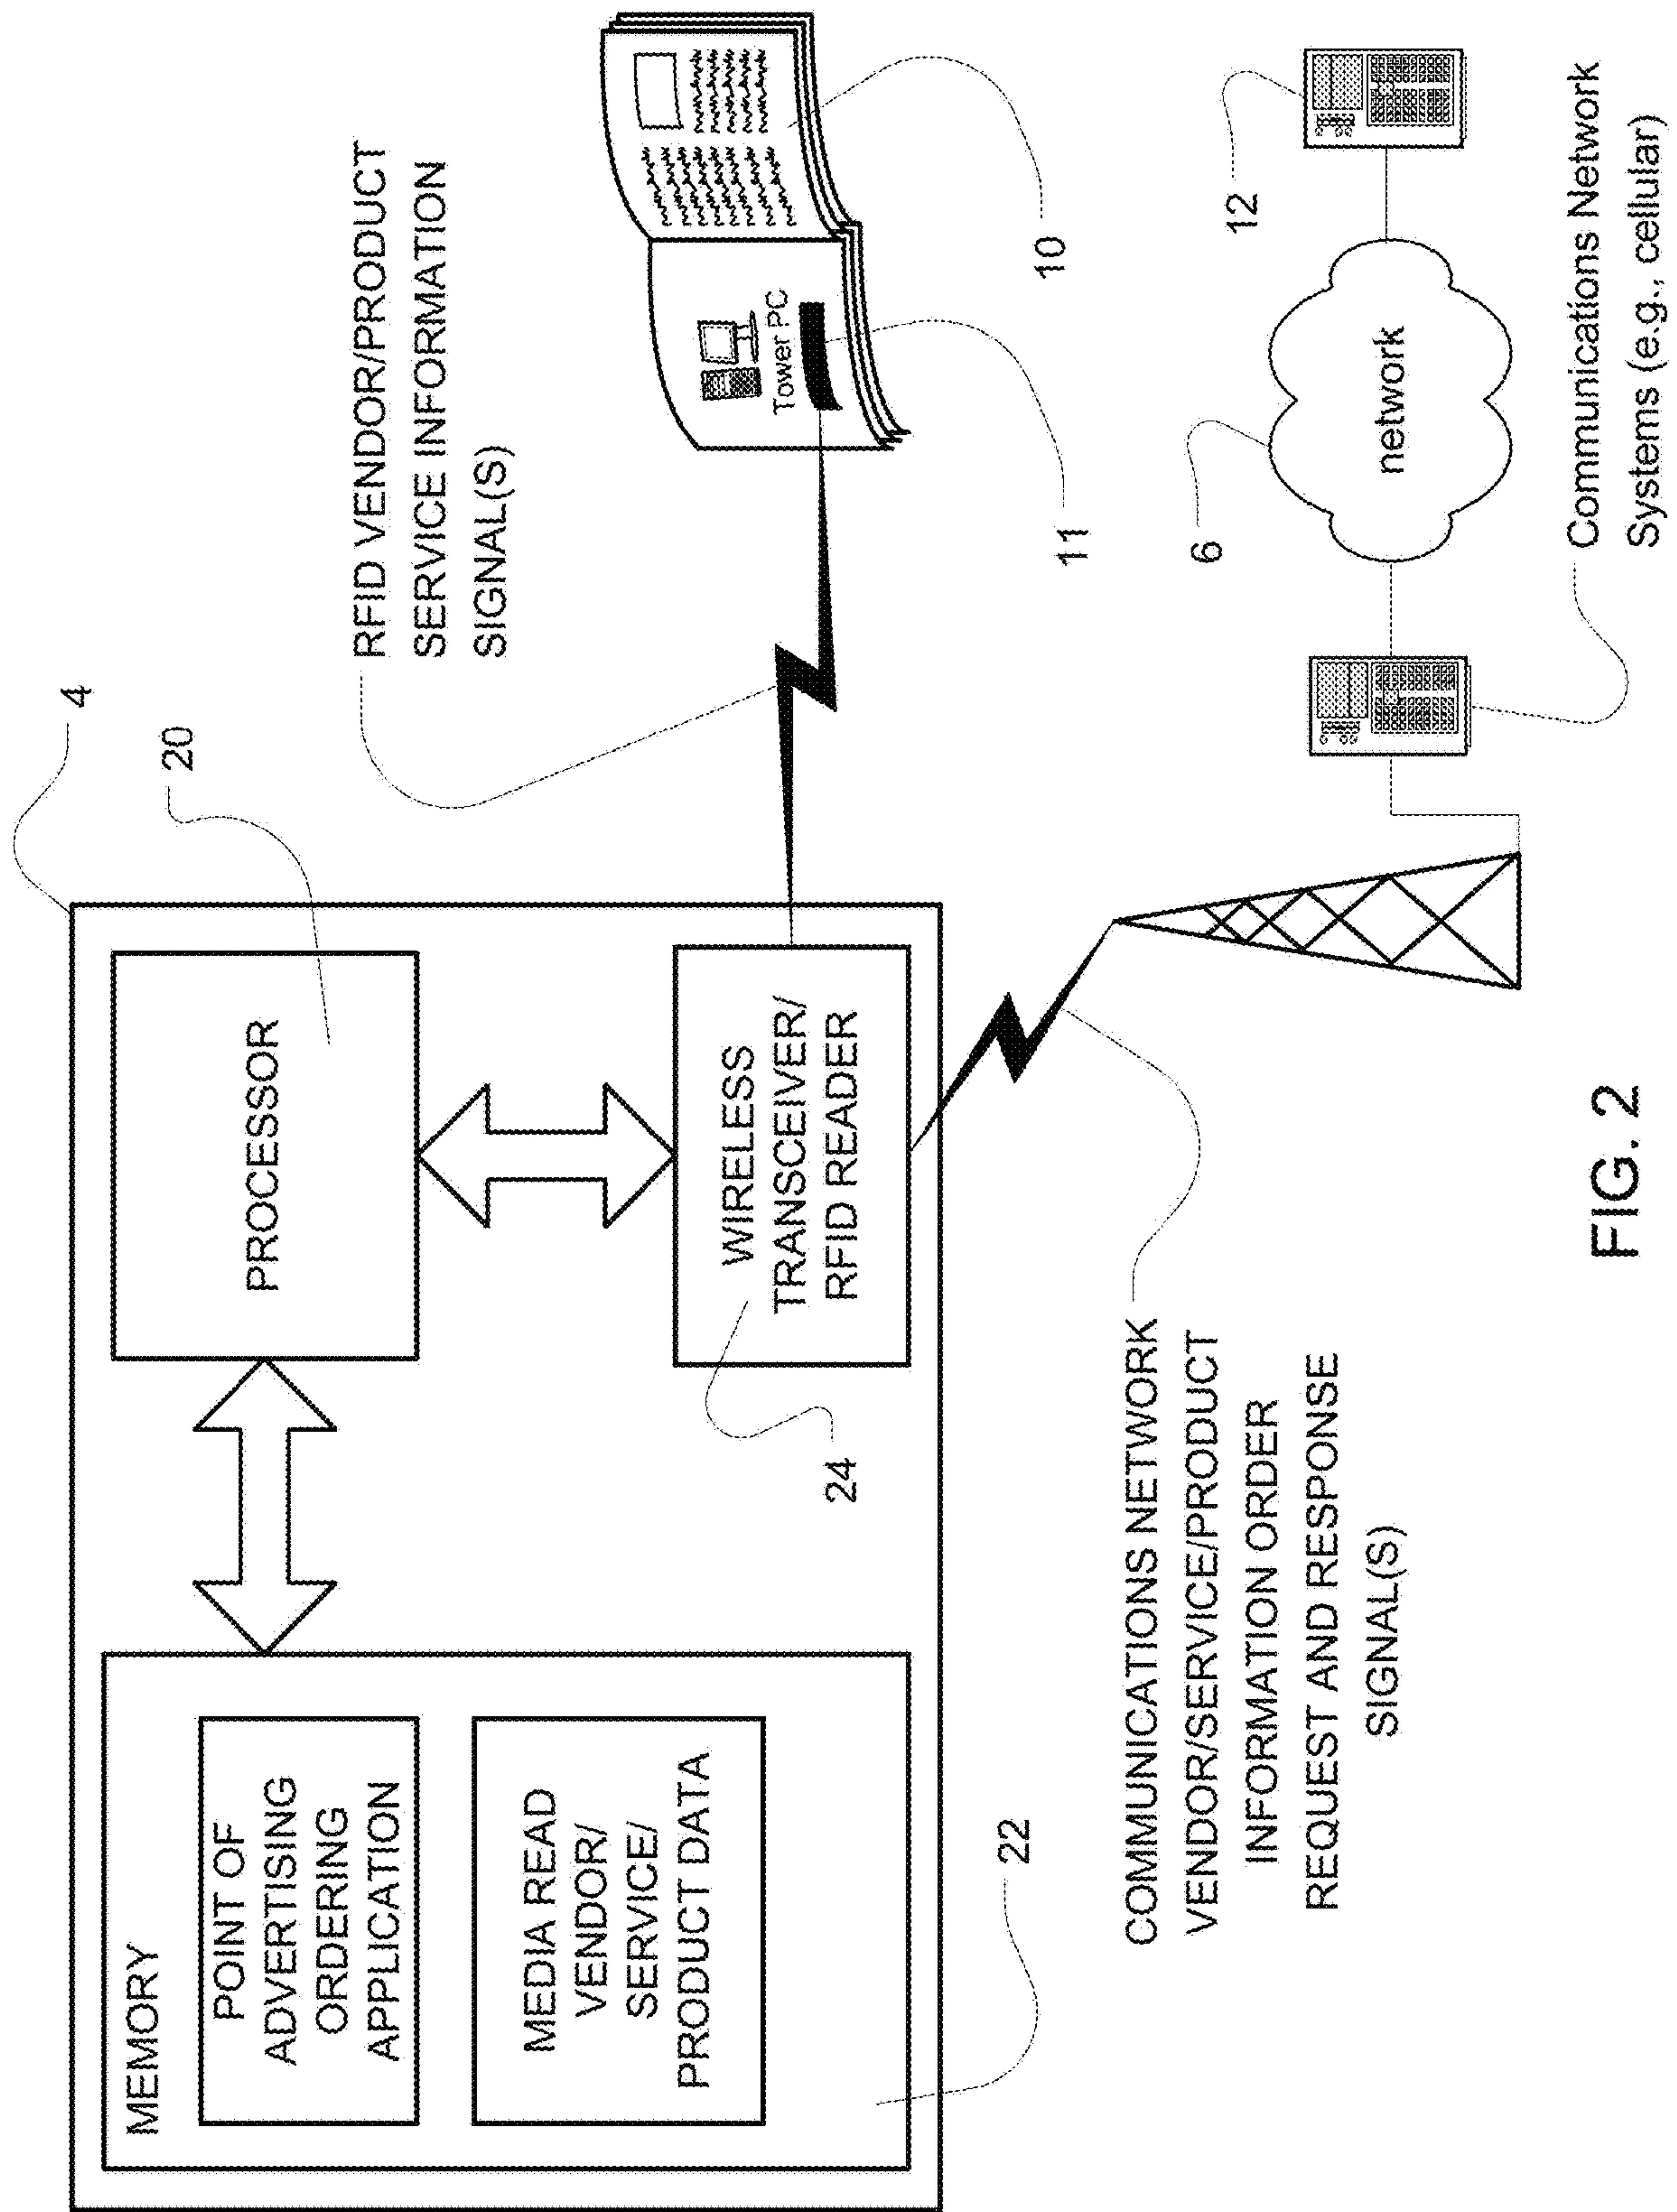 4
20
MEMORY
POINT OF
ADVERTISING
ORDERING
APPLICATION
MEDIA READ
VENDOR/
SERVICE/
PRODUCT DATA
22
PROCESSOR
WIRELESS
TRANSCEIVER/
RFID READER
24
RFID VENDOR/PRODUCT
SERVICE INFORMATION
SIGNAL(S)
Tower PC
10
11
COMMUNICATIONS NETWORK
VENDOR/SERVICE/PRODUCT
INFORMATION ORDER
REQUEST AND RESPONSE
SIGNAL(S)
6
network
12
Communications Network
Systems (e.g., cellular)
FIG. 2